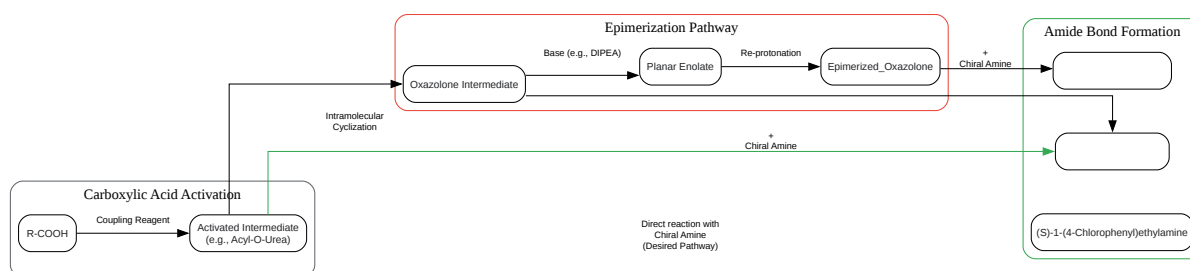 Epimerization Pathway
Amide Bond Formation
Base (e.g., DIPEA)
Re-protonation
+
Chiral Amine
Oxazolone Intermediate
Planar Enolate
Epimerized_Oxazolone
Intramolecular
Cyclization
+
Chiral Amine
Carboxylic Acid Activation
Coupling Reagent
R-COOH
Activated Intermediate
(e.g., Acyl-O-Urea)
Direct reaction with
Chiral Amine
(Desired Pathway)
(S)-1-(4-Chlorophenyl)ethylamine